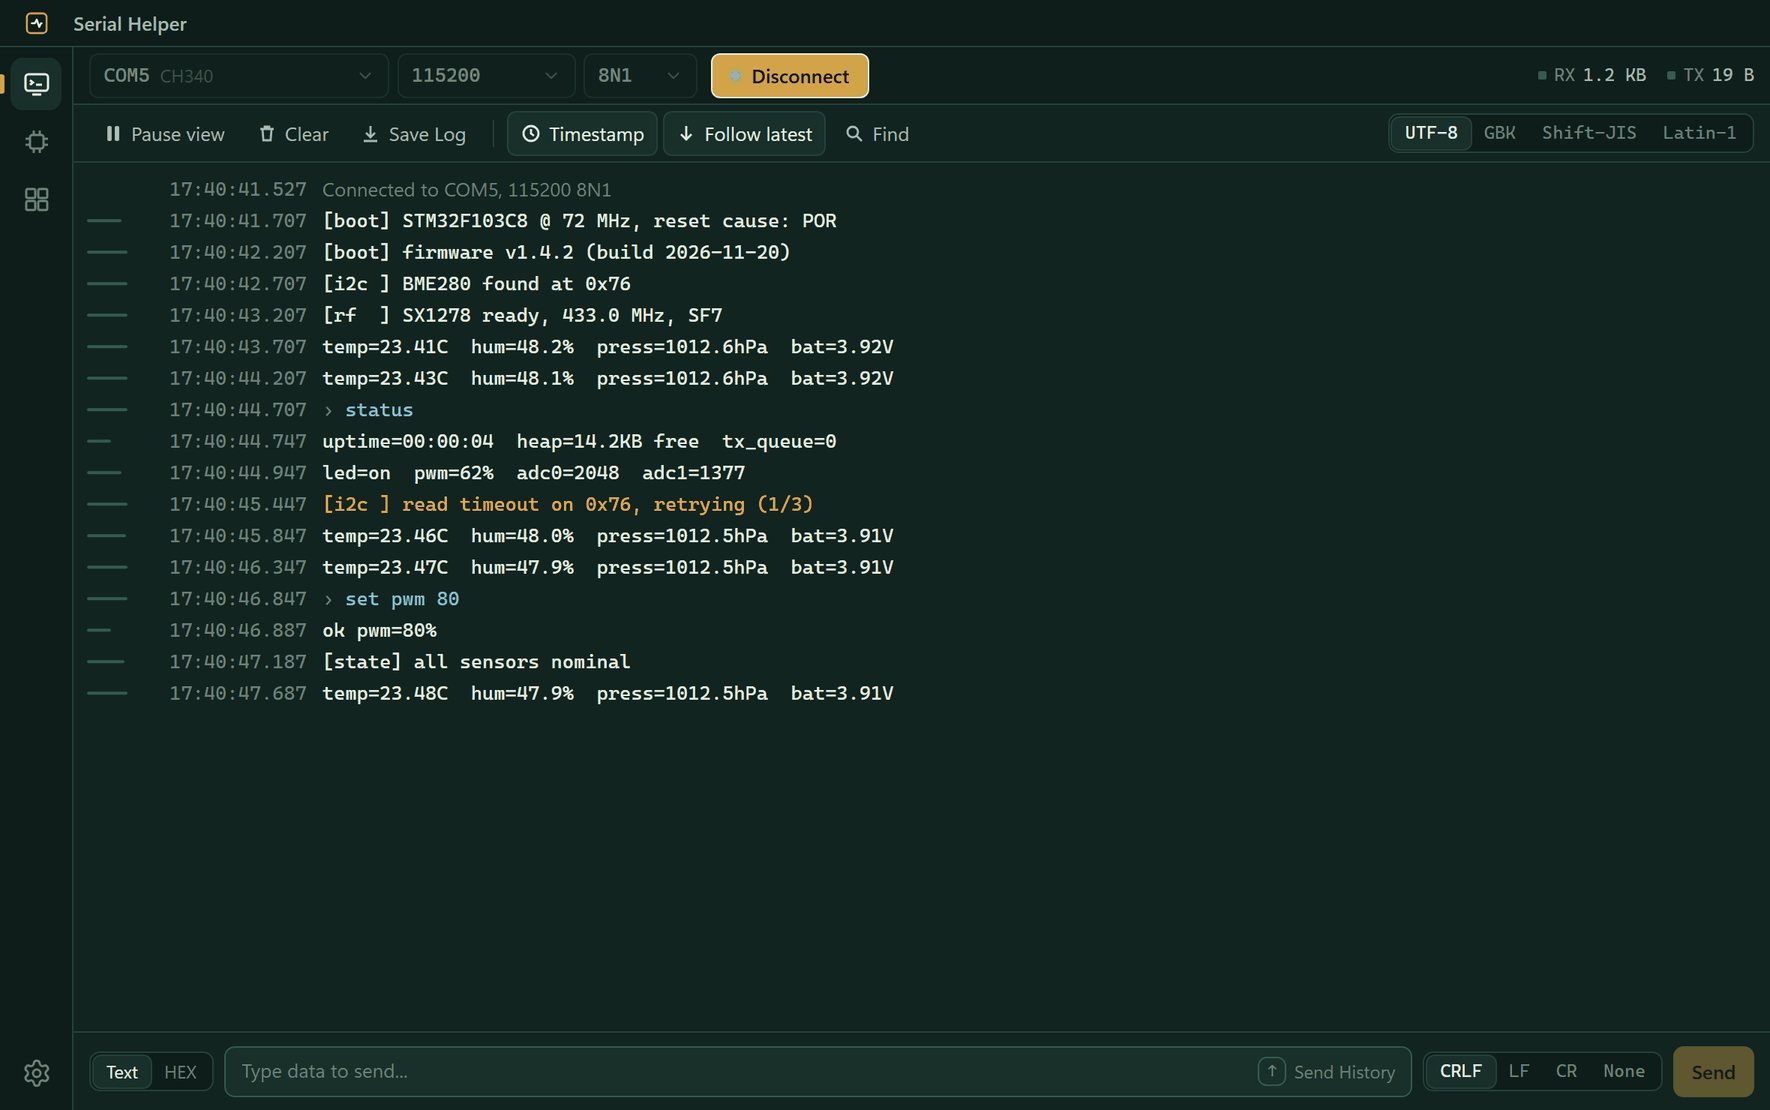 Serial Helper
COM5 CH340 115200 8N1 Disconnect RX 1.2 KB TX 19 B
Pause view Clear Save Log Timestamp Follow latest Find UTF-8 GBK Shift-JIS Latin-1
17:40:41.527 Connected to COM5, 115200 8N1
17:40:41.707 [boot] STM32F103C8 @ 72 MHz, reset cause: POR
17:40:42.207 [boot] firmware v1.4.2 (build 2026-11-20)
17:40:42.707 [i2c ] BME280 found at 0x76
17:40:43.207 [rf  ] SX1278 ready, 433.0 MHz, SF7
17:40:43.707 temp=23.41C  hum=48.2%  press=1012.6hPa  bat=3.92V
17:40:44.207 temp=23.43C  hum=48.1%  press=1012.6hPa  bat=3.92V
17:40:44.707 › status
17:40:44.747 uptime=00:00:04  heap=14.2KB free  tx_queue=0
17:40:44.947 led=on  pwm=62%  adc0=2048  adc1=1377
17:40:45.447 [i2c ] read timeout on 0x76, retrying (1/3)
17:40:45.847 temp=23.46C  hum=48.0%  press=1012.5hPa  bat=3.91V
17:40:46.347 temp=23.47C  hum=47.9%  press=1012.5hPa  bat=3.91V
17:40:46.847 › set pwm 80
17:40:46.887 ok pwm=80%
17:40:47.187 [state] all sensors nominal
17:40:47.687 temp=23.48C  hum=47.9%  press=1012.5hPa  bat=3.91V
Text HEX Type data to send... ↑ Send History CRLF LF CR None Send